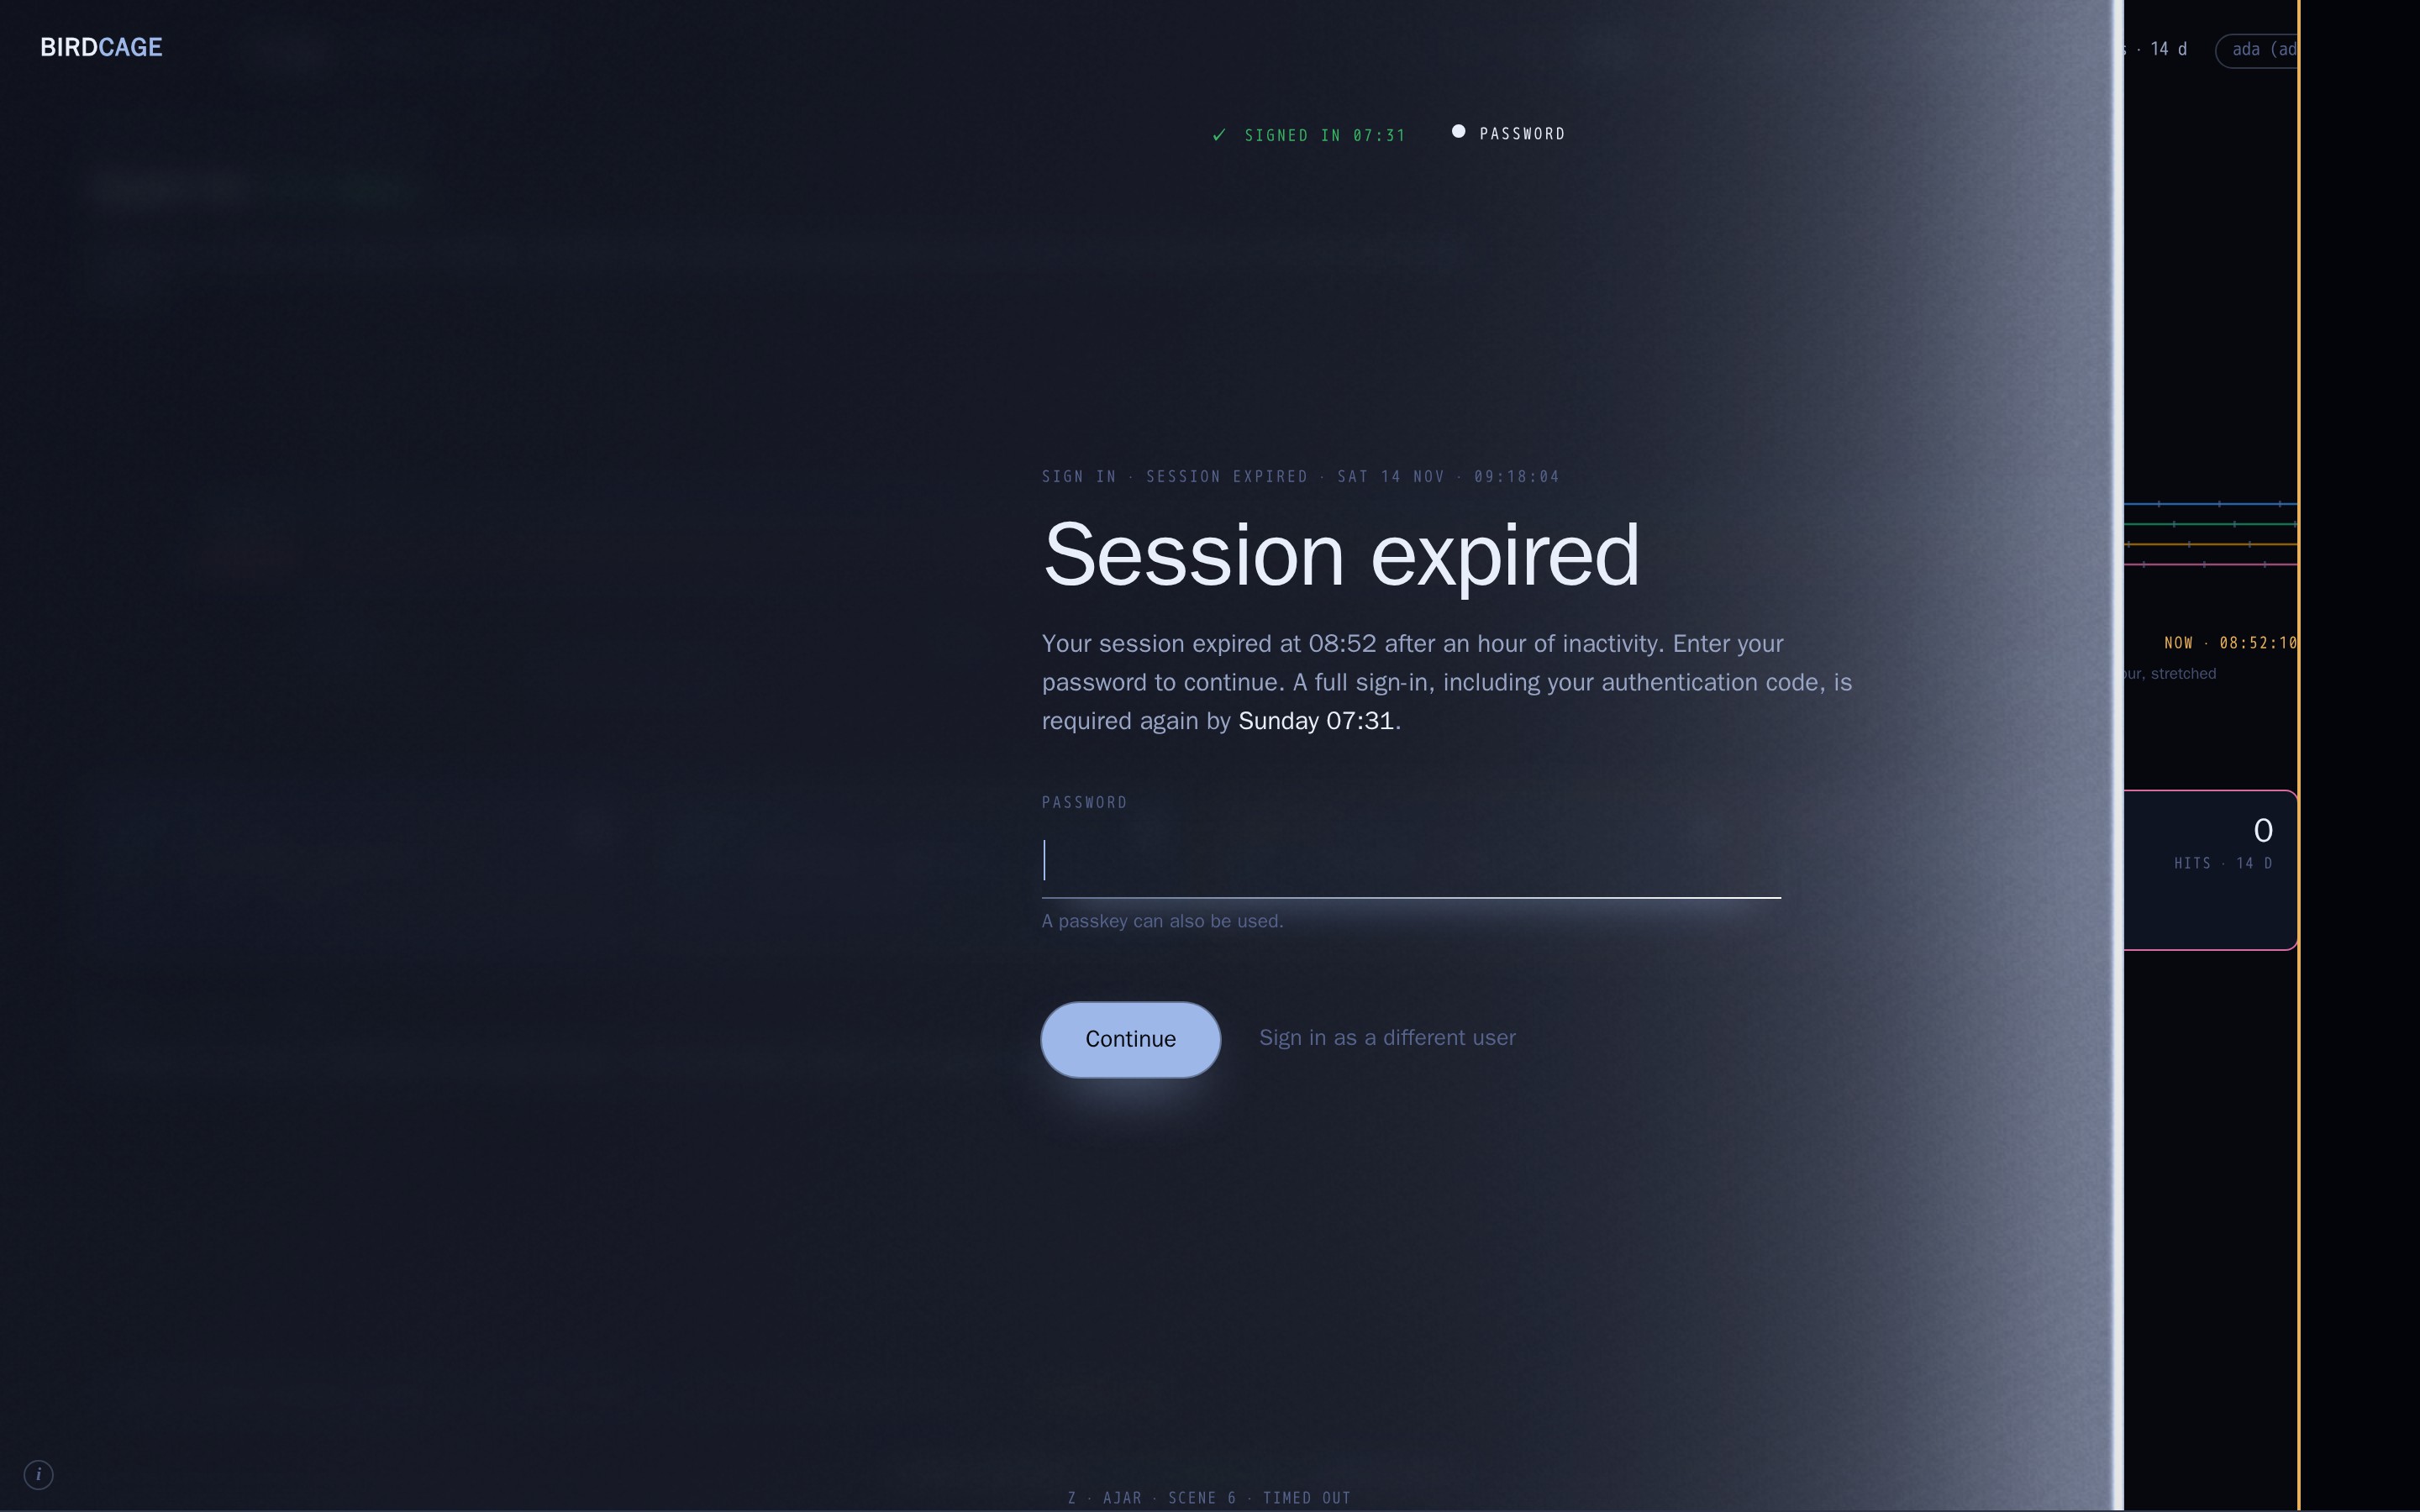 BIRDCAGE
· 14 d
ada (ad
✓ SIGNED IN 07:31
PASSWORD
SIGN IN · SESSION EXPIRED · SAT 14 NOV · 09:18:04
Session expired
Your session expired at 08:52 after an hour of inactivity. Enter your
password to continue. A full sign-in, including your authentication code, is
required again by Sunday 07:31.
NOW · 08:52:10
stretched
PASSWORD
0
HITS · 14 D
A passkey can also be used.
Continue
Sign in as a different user
i
Z · AJAR · SCENE 6 · TIMED OUT